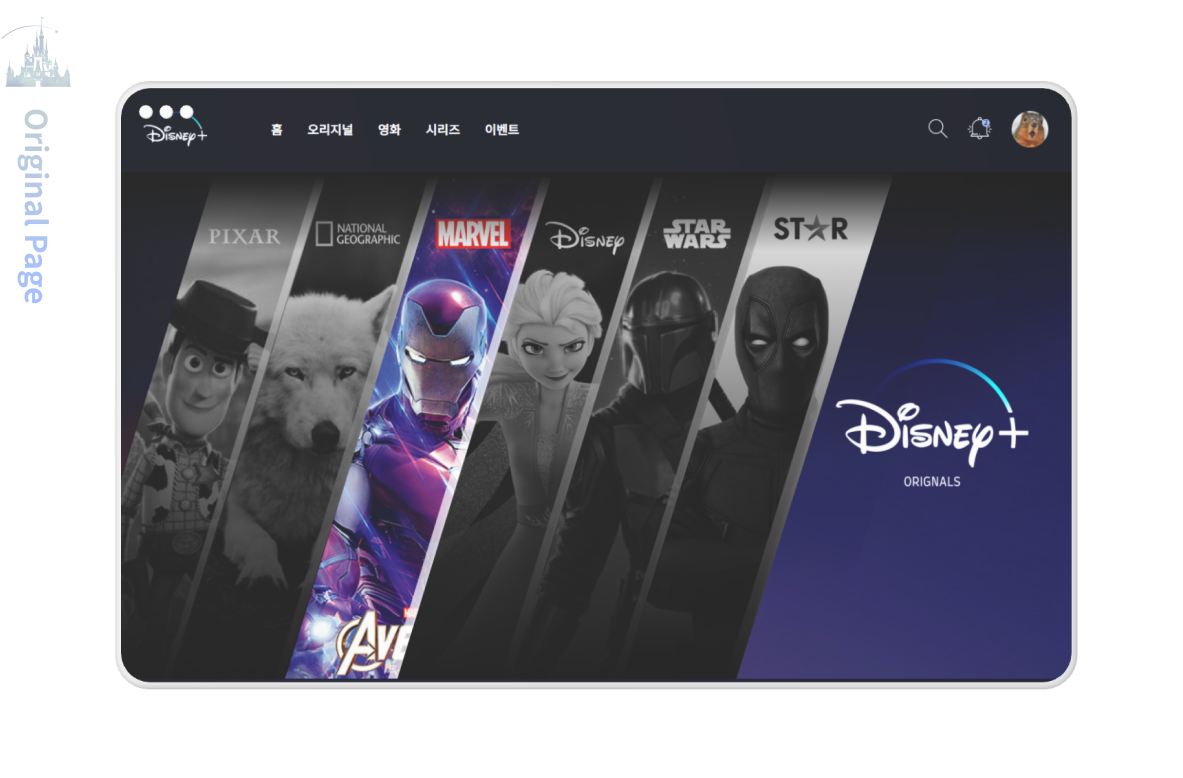 Original Page
Disney+
홈 오리지널 영화 시리즈 이벤트
2
PIXAR
NATIONAL
GEOGRAPHIC
MARVEL
Disney
STAR
WARS
STAR
Disney+
ORIGNALS
AVE